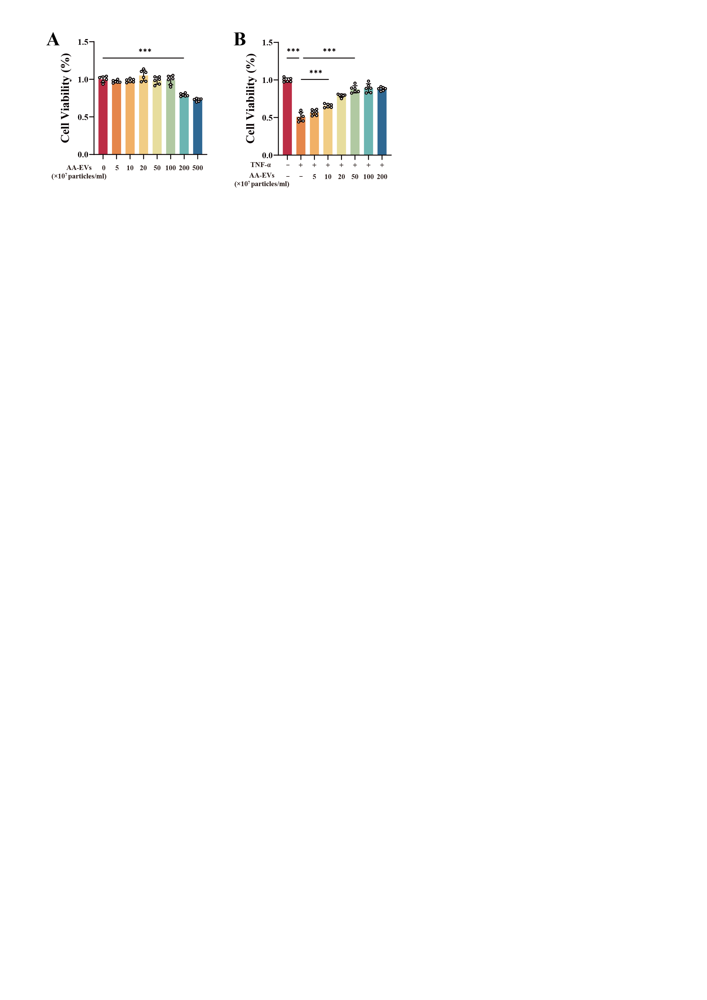 A
B
Cell Viability (%)
1.5
1.0
0.5
0.0
***
AA-EVs 0 5 10 20 50 100 200 500
(×10⁷ particles/ml)
Cell Viability (%)
1.5
1.0
0.5
0.0
*** ***
***
TNF-α − + + + + + + +
AA-EVs − − 5 10 20 50 100 200
(×10⁷ particles/ml)